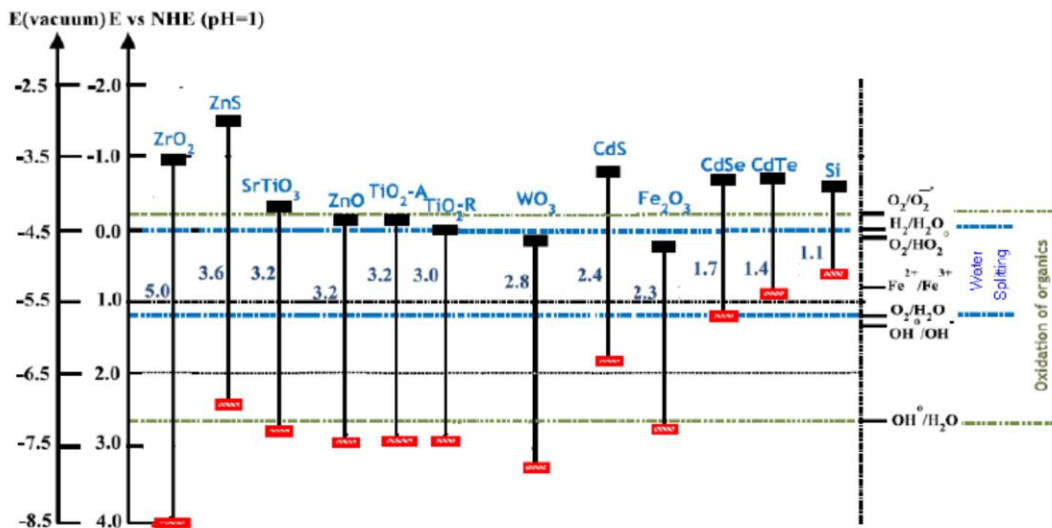 E(vacuum) E vs NHE (pH=1)
-2.5 -2.0
-3.5 -1.0
-4.5 0.0
-5.5 1.0
-6.5 2.0
-7.5 3.0
-8.5 4.0
ZrO2
5.0
ZnS
3.6
SrTiO3
3.2
ZnO
3.2
TiO2-A
3.2
TiO2-R
3.0
WO3
2.8
CdS
2.4
Fe2O3
2.3
CdSe
1.7
CdTe
1.4
Si
1.1
O2/O2-°
H2/H2O
O2/HO2°
Fe2+/Fe3+
O2/H2O
OH°/OH-
OH°/H2O
Water
Splitting
Oxidation of organics